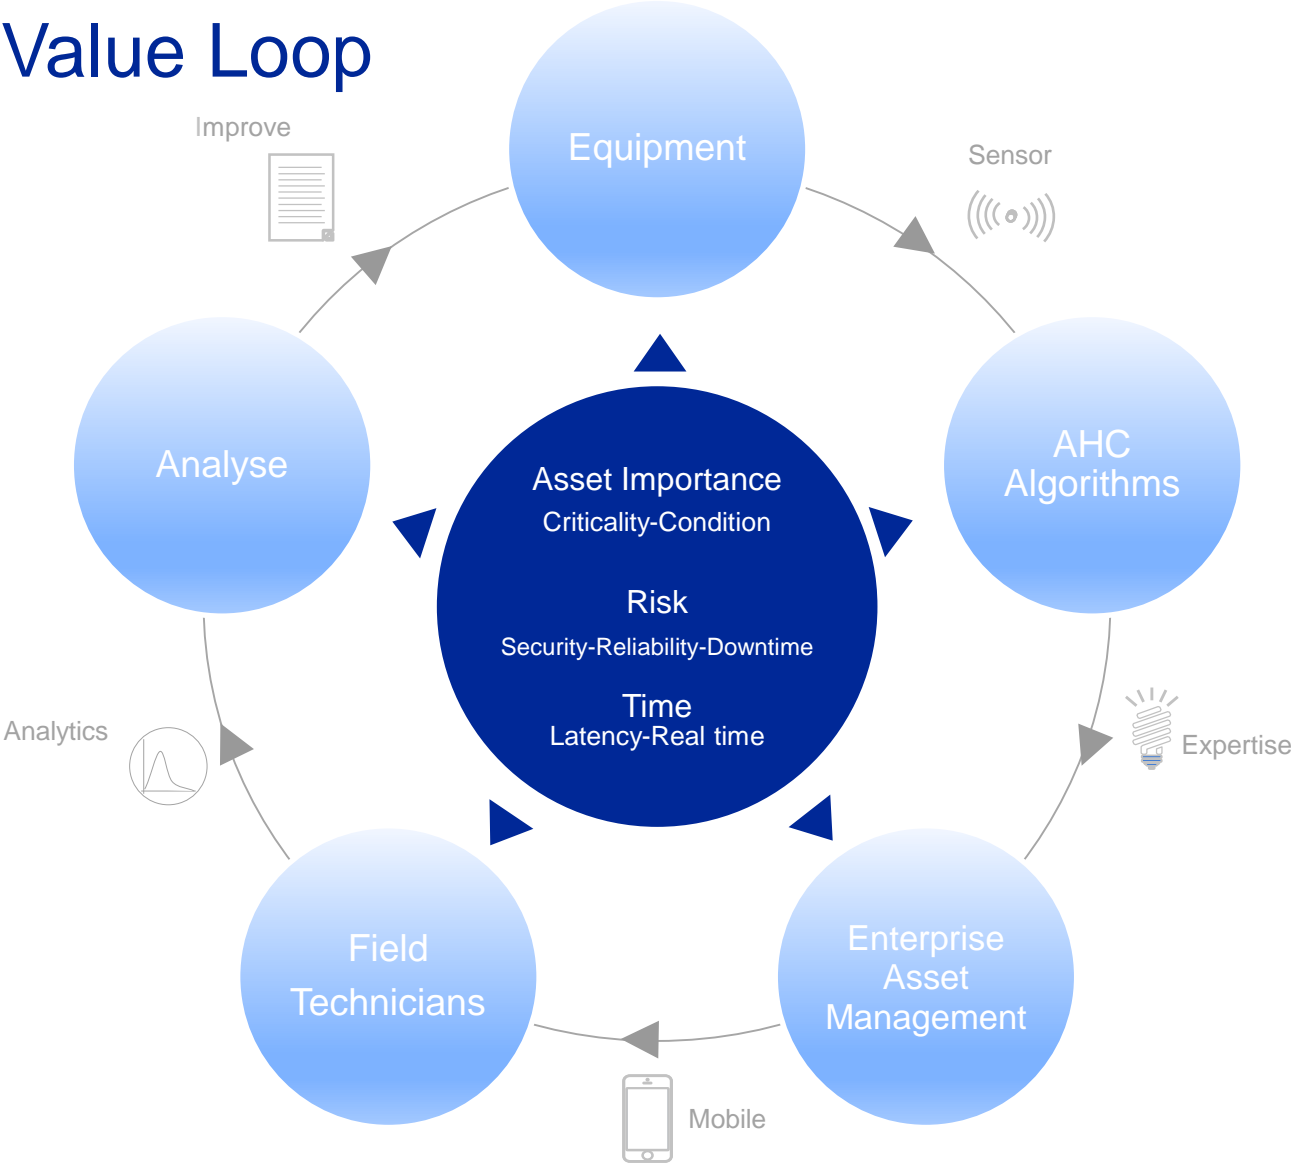 Value Loop
Improve
Equipment
Sensor
Analyse
AHC
Algorithms
Asset Importance
Criticality-Condition
Risk
Security-Reliability-Downtime
Time
Latency-Real time
Analytics
Expertise
Field
Technicians
Enterprise
Asset
Management
Mobile